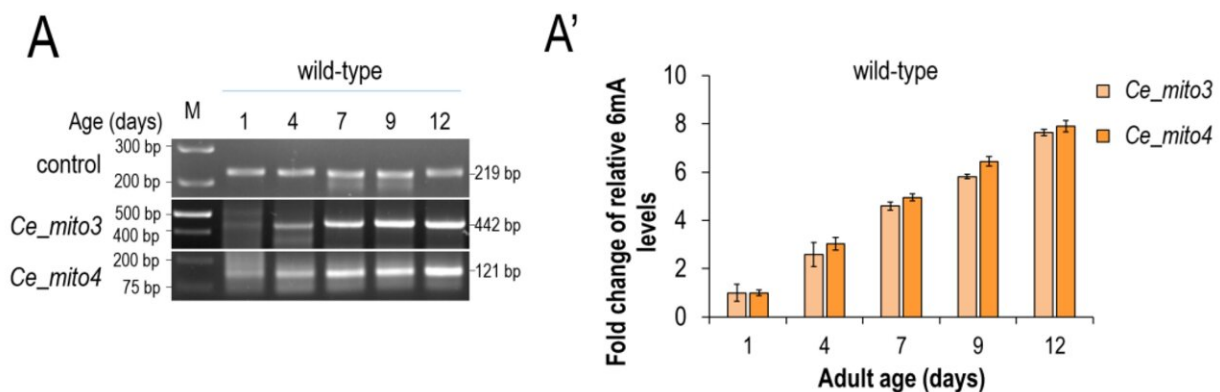 A
wild-type
Age (days) M 1 4 7 9 12
300 bp
control
200 bp
219 bp
500 bp
Ce_mito3
400 bp
442 bp
200 bp
Ce_mito4
75 bp
121 bp
A'
wild-type
Fold change of relative 6mA
levels
10
8
6
4
2
0
1 4 7 9 12
Adult age (days)
Ce_mito3
Ce_mito4